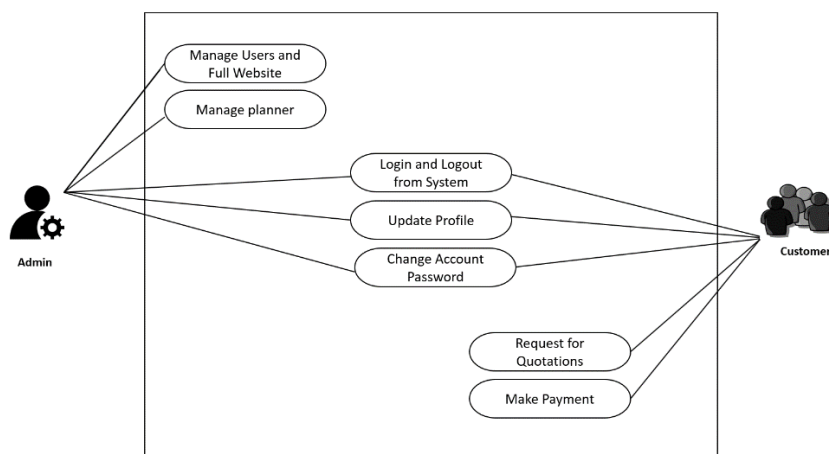 Manage Users and
Full Website
Manage planner
Login and Logout
from System
Update Profile
Change Account
Password
Admin
Customer
Request for
Quotations
Make Payment